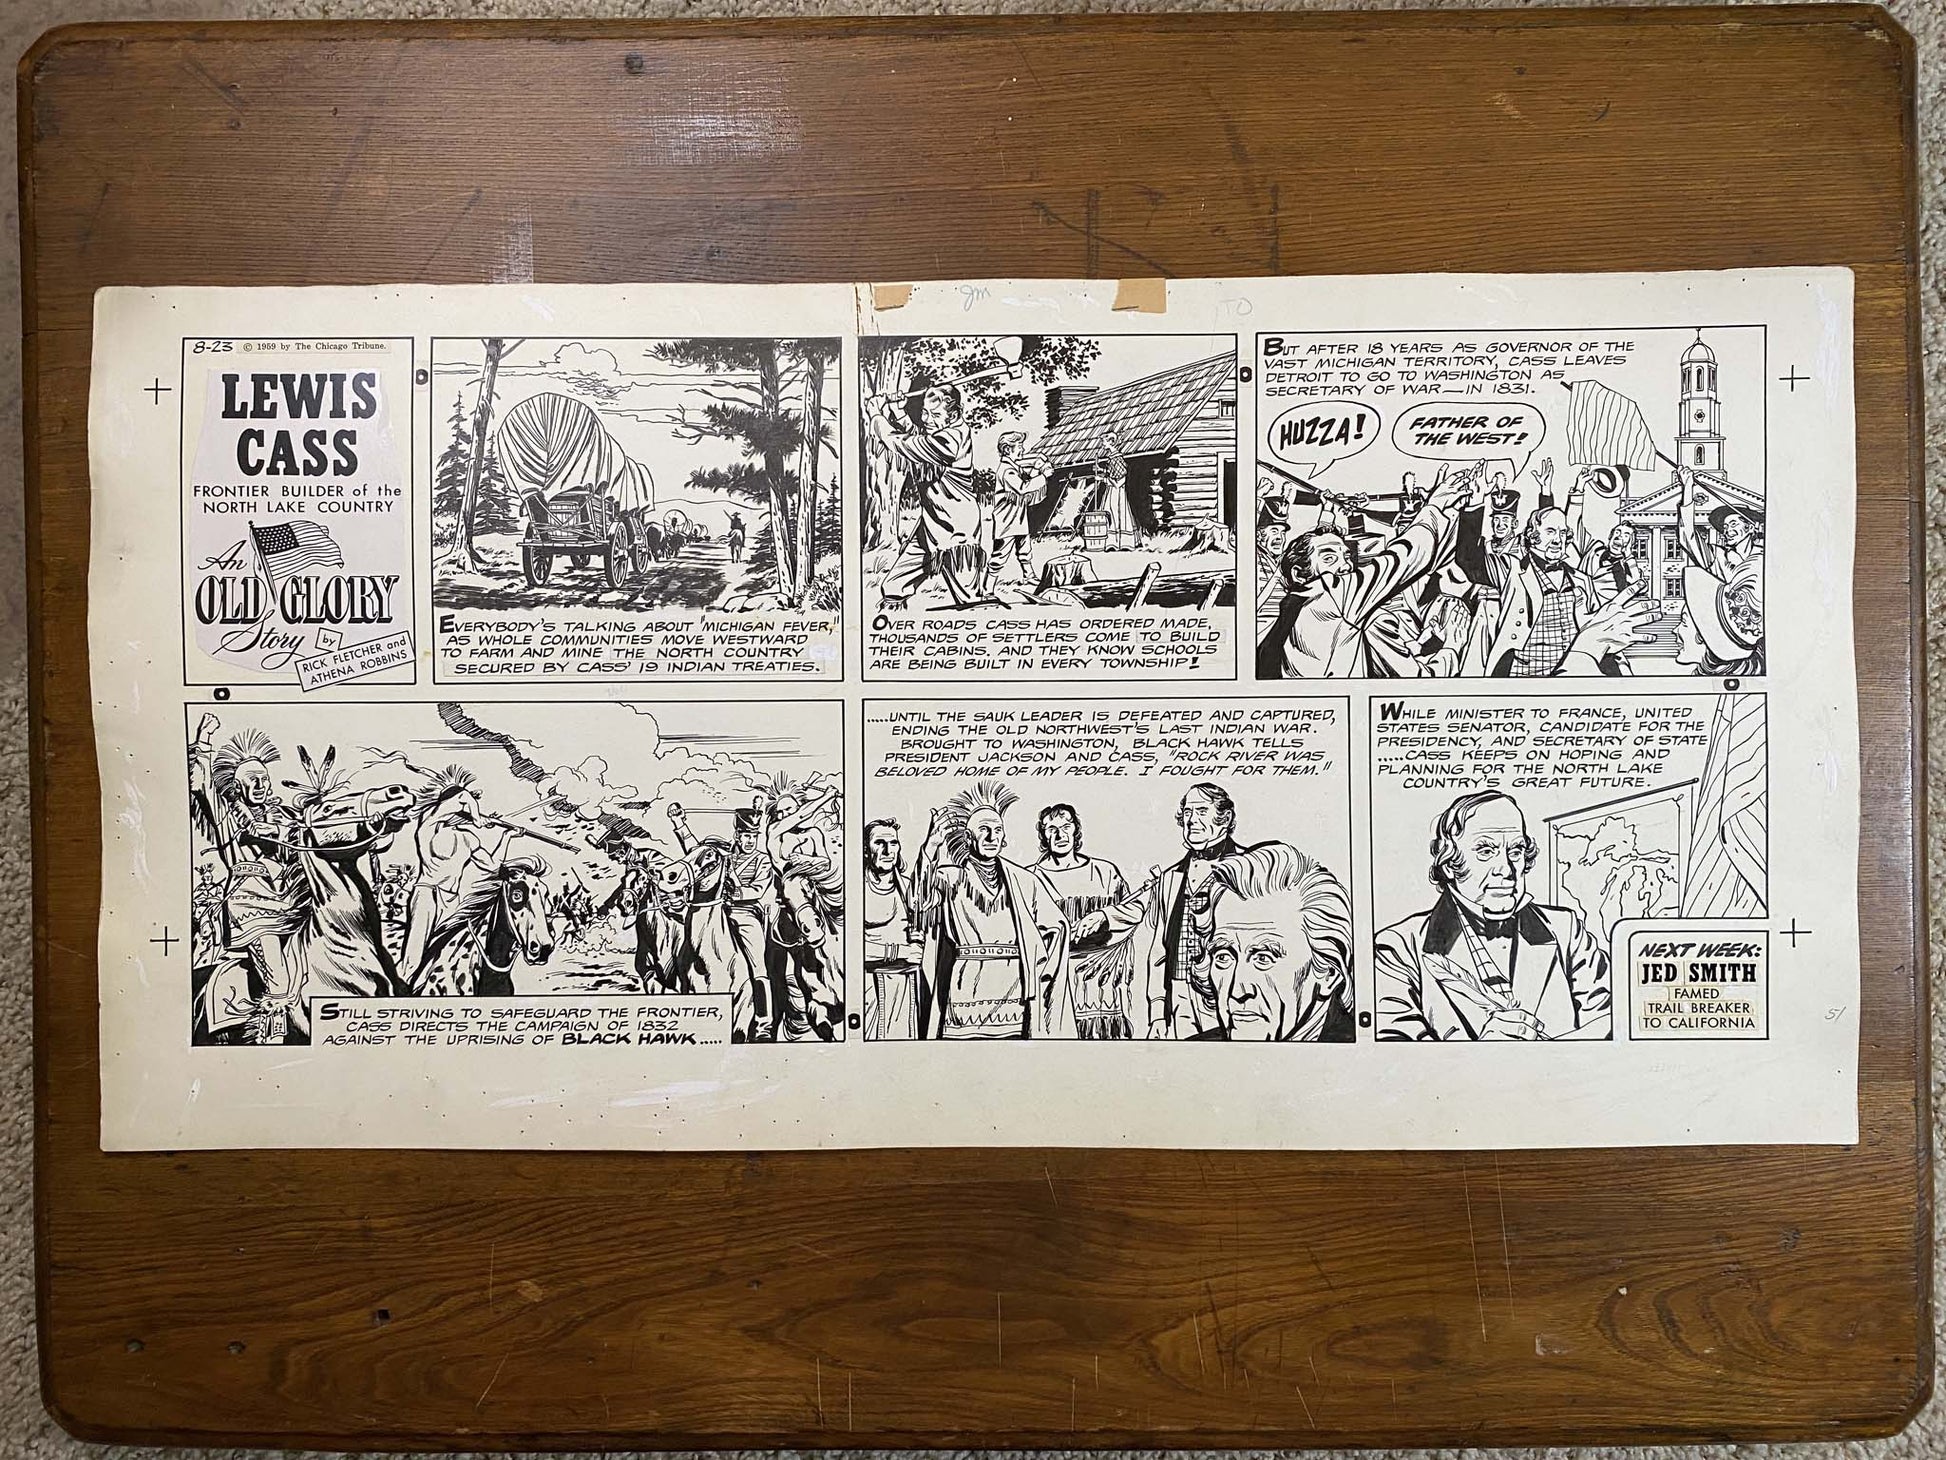 Jm
TO
8-23 © 1959 by The Chicago Tribune.
LEWIS
CASS
FRONTIER BUILDER of the
NORTH LAKE COUNTRY
An
OLD GLORY
Story by
RICK FLETCHER and
ATHENA ROBBINS
EVERYBODY'S TALKING ABOUT "MICHIGAN FEVER,"
AS WHOLE COMMUNITIES MOVE WESTWARD
TO FARM AND MINE THE NORTH COUNTRY
SECURED BY CASS' 19 INDIAN TREATIES.
OVER ROADS CASS HAS ORDERED MADE,
THOUSANDS OF SETTLERS COME TO BUILD
THEIR CABINS. AND THEY KNOW SCHOOLS
ARE BEING BUILT IN EVERY TOWNSHIP!
BUT AFTER 18 YEARS AS GOVERNOR OF THE
VAST MICHIGAN TERRITORY, CASS LEAVES
DETROIT TO GO TO WASHINGTON AS
SECRETARY OF WAR—IN 1831.
HUZZA!
FATHER OF
THE WEST!
STILL STRIVING TO SAFEGUARD THE FRONTIER,
CASS DIRECTS THE CAMPAIGN OF 1832
AGAINST THE UPRISING OF BLACK HAWK.....
.....UNTIL THE SAUK LEADER IS DEFEATED AND CAPTURED,
ENDING THE OLD NORTHWEST'S LAST INDIAN WAR.
BROUGHT TO WASHINGTON, BLACK HAWK TELLS
PRESIDENT JACKSON AND CASS, "ROCK RIVER WAS
BELOVED HOME OF MY PEOPLE. I FOUGHT FOR THEM."
WHILE MINISTER TO FRANCE, UNITED
STATES SENATOR, CANDIDATE FOR THE
PRESIDENCY, AND SECRETARY OF STATE
.....CASS KEEPS ON HOPING AND
PLANNING FOR THE NORTH LAKE
COUNTRY'S GREAT FUTURE.
NEXT WEEK:
JED SMITH
FAMED
TRAIL BREAKER
TO CALIFORNIA
51